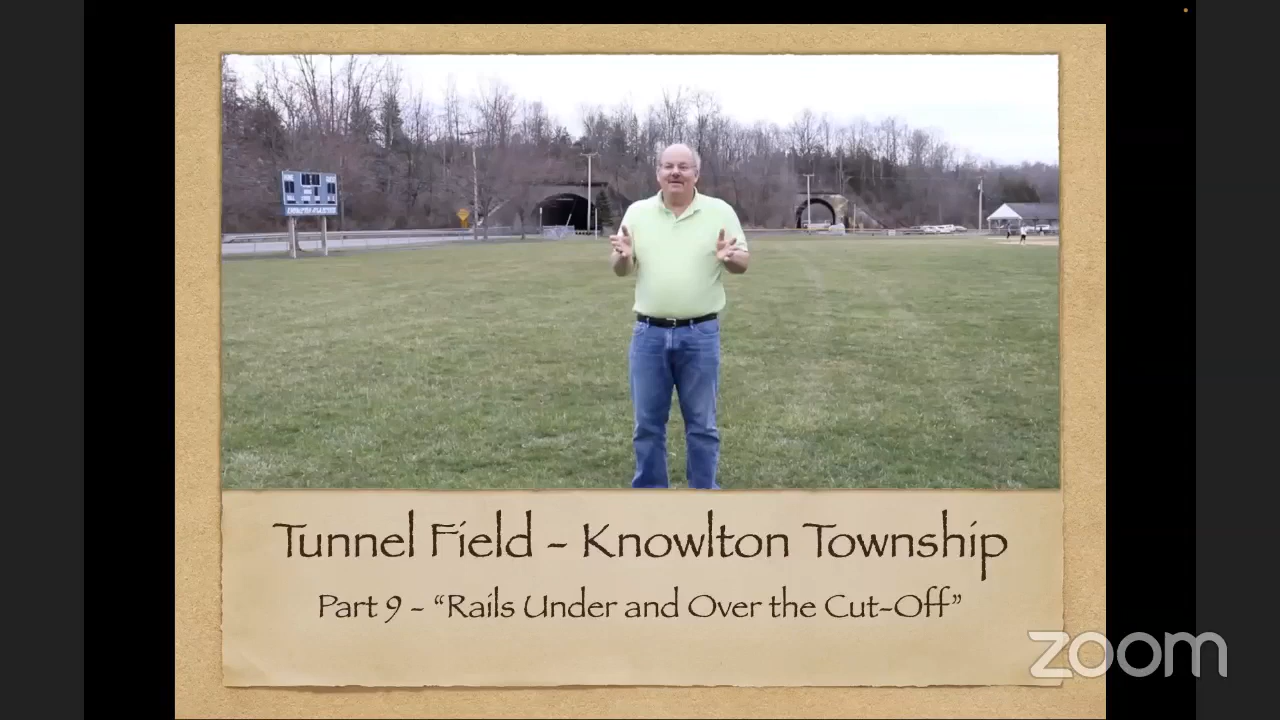 Tunnel Field - Knowlton Township
Part 9 - “Rails Under and Over the Cut-Off”
zoom